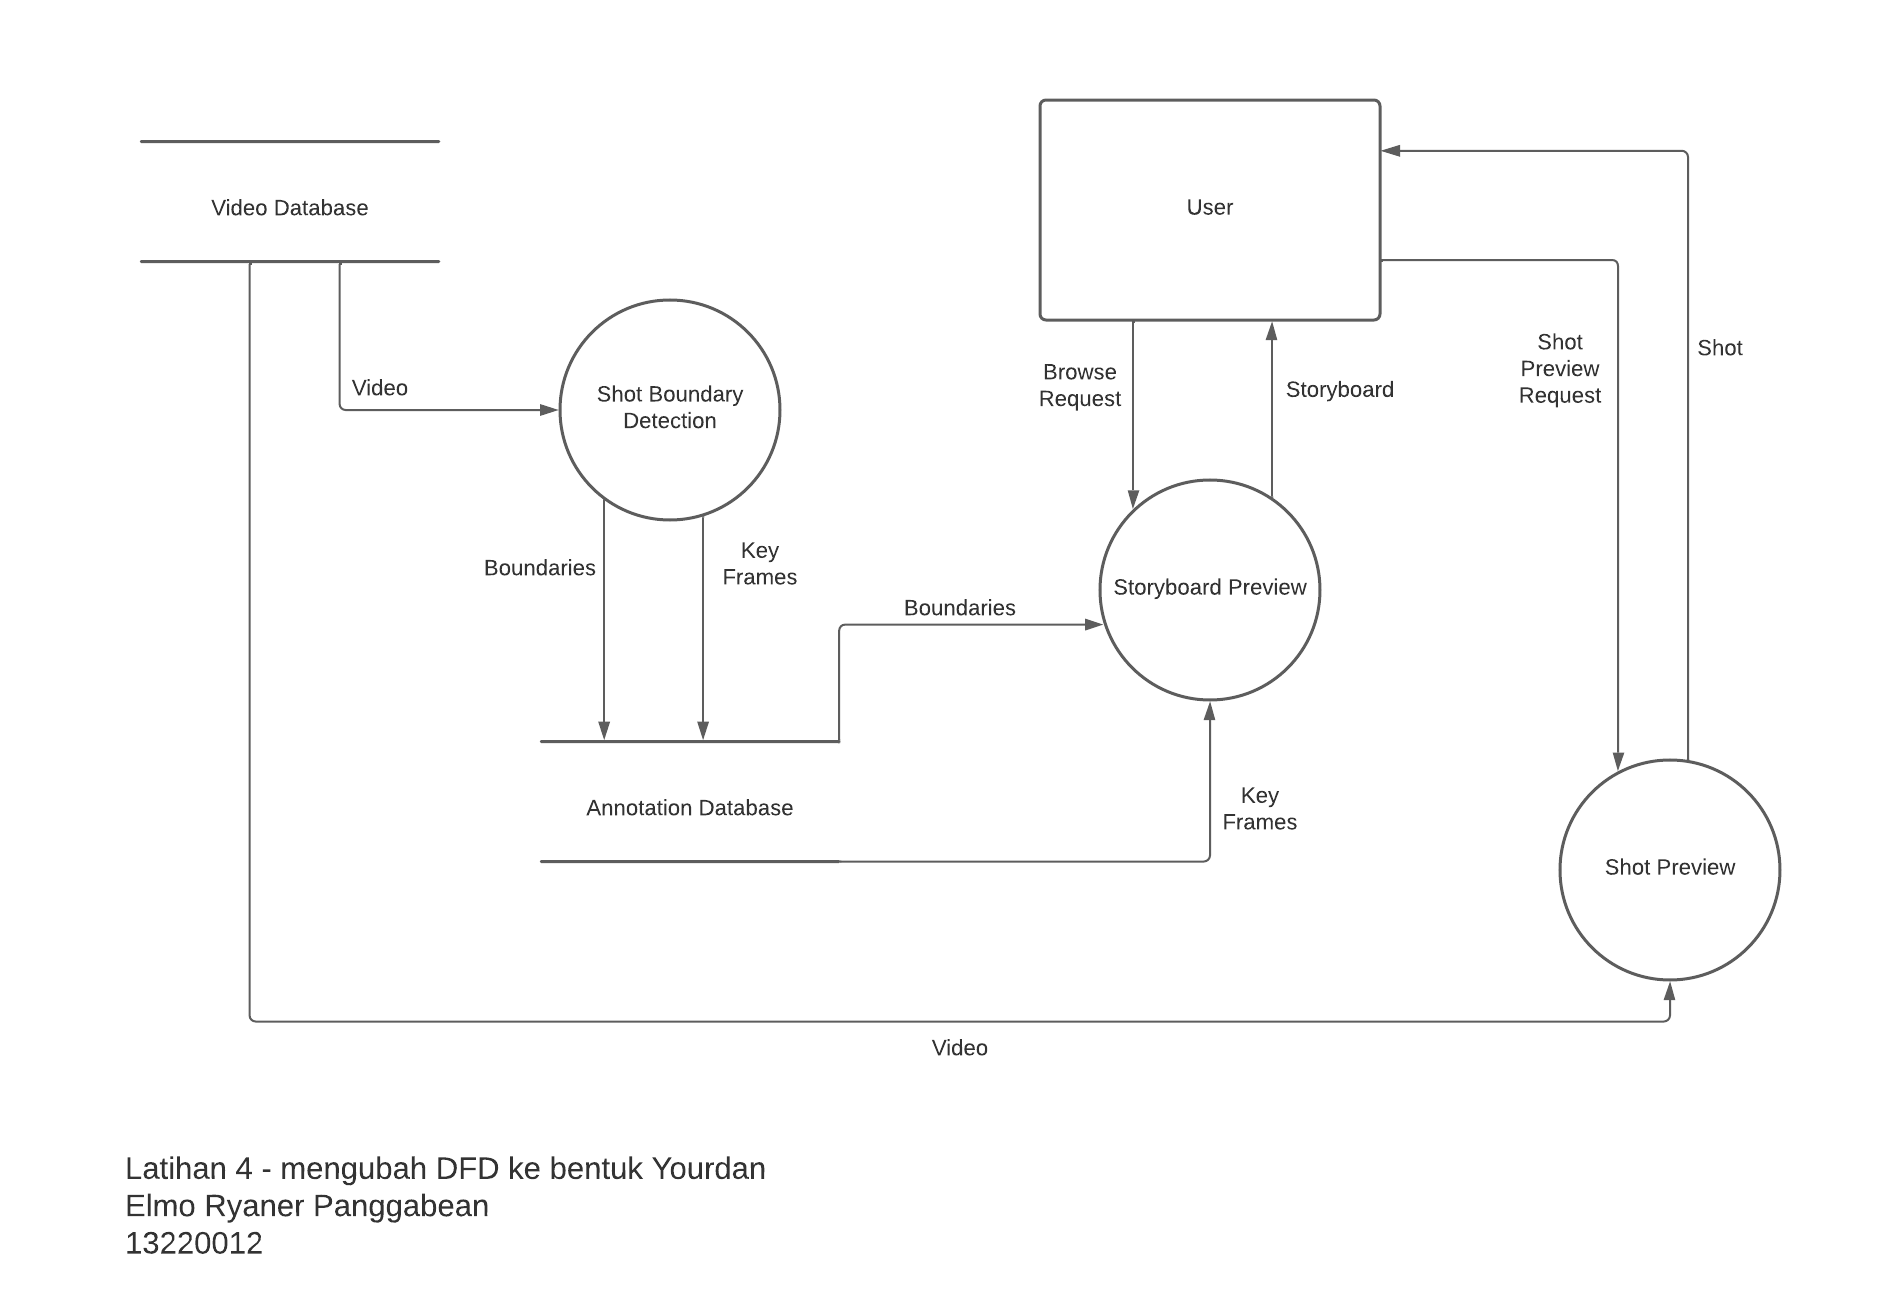 Video Database
User
Shot Boundary
Detection
Video
Browse
Request
Storyboard
Shot
Preview
Request
Shot
Boundaries
Key
Frames
Boundaries
Storyboard Preview
Annotation Database
Key
Frames
Shot Preview
Video
Latihan 4 - mengubah DFD ke bentuk Yourdan
Elmo Ryaner Panggabean
13220012